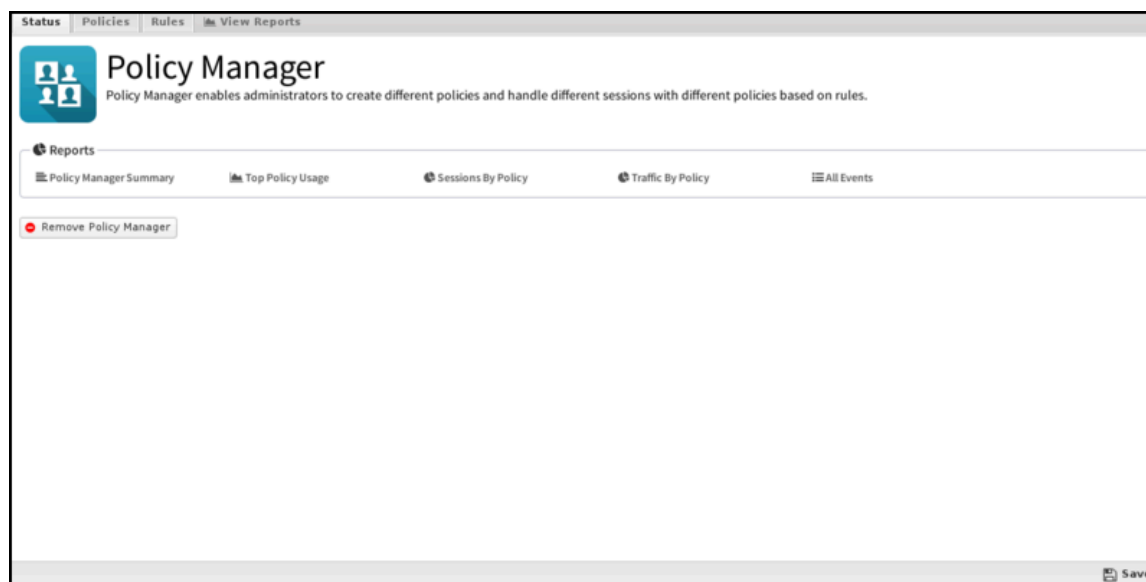 Status Policies Rules View Reports
Policy Manager
Policy Manager enables administrators to create different policies and handle different sessions with different policies based on rules.
Reports
Policy Manager Summary Top Policy Usage Sessions By Policy Traffic By Policy All Events
Remove Policy Manager
Save